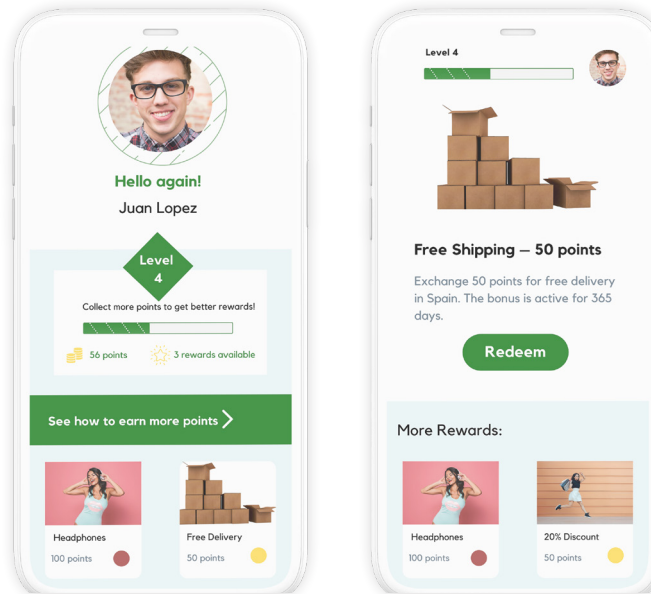 Hello again!
Juan Lopez
Level
4
Collect more points to get better rewards!
56 points
3 rewards available
See how to earn more points
Headphones
100 points
Free Delivery
50 points
Level 4
Free Shipping — 50 points
Exchange 50 points for free delivery
in Spain. The bonus is active for 365
days.
Redeem
More Rewards:
Headphones
100 points
20% Discount
50 points